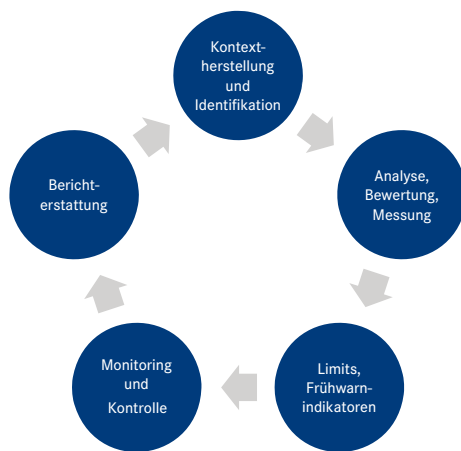 Kontext-
herstellung
und
Identifikation
Analyse,
Bewertung,
Messung
Limits,
Frühwarn-
indikatoren
Monitoring
und
Kontrolle
Bericht-
erstattung